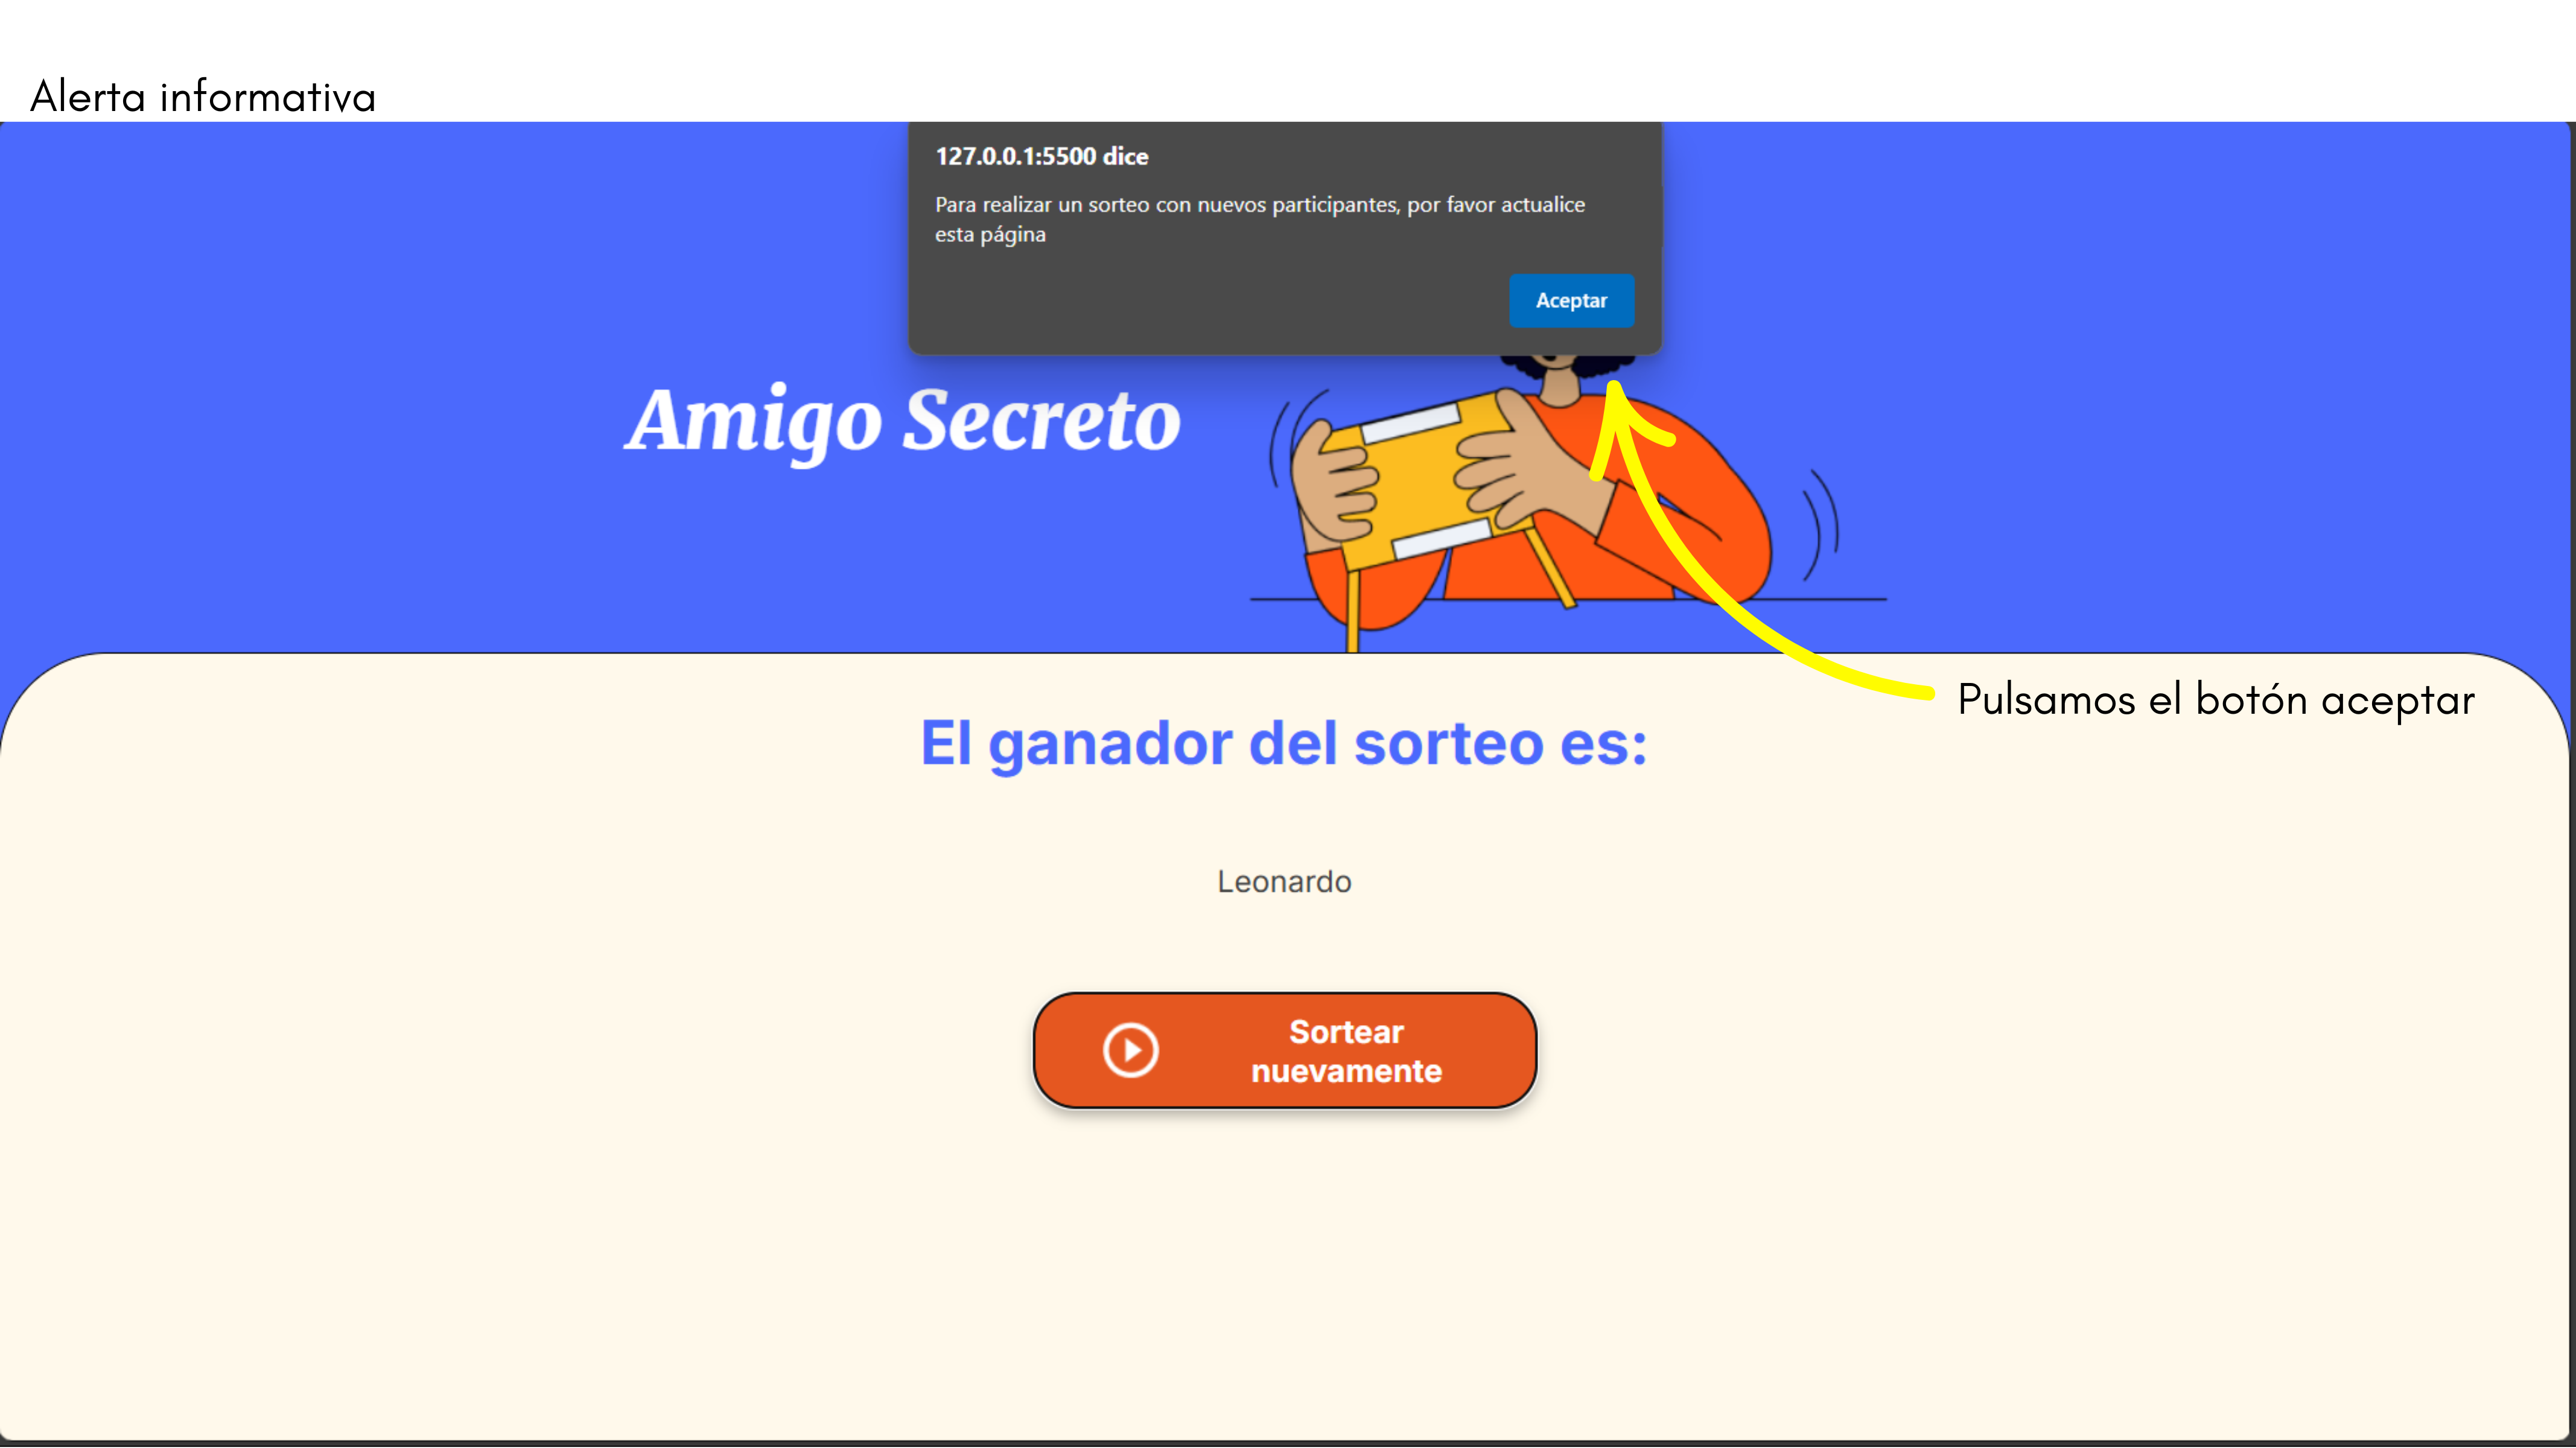 Alerta informativa
127.0.0.1:5500 dice
Para realizar un sorteo con nuevos participantes, por favor actualice
esta página
Aceptar
Amigo Secreto
Pulsamos el botón aceptar
El ganador del sorteo es:
Leonardo
Sortear
nuevamente